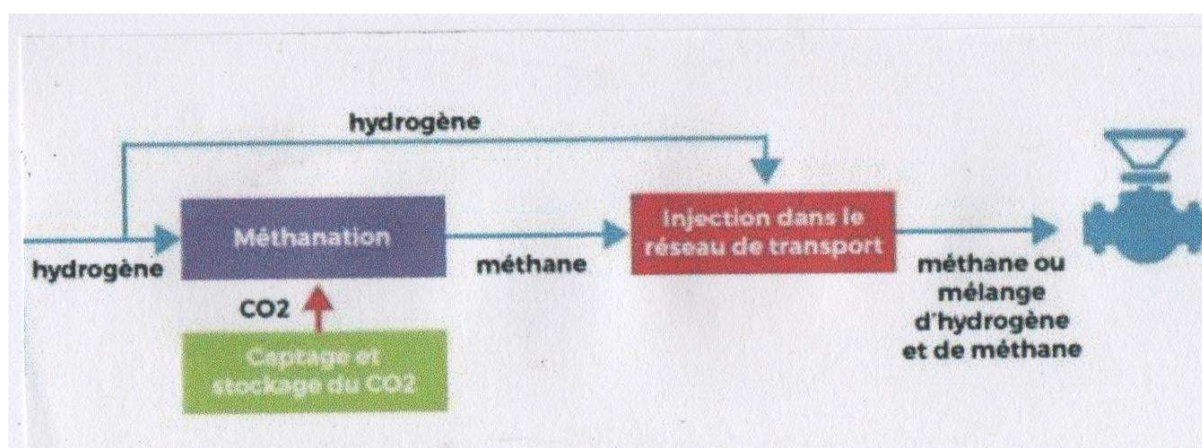 hydrogène
hydrogène
Méthanation
méthane
Injection dans le
réseau de transport
méthane ou
mélange
d'hydrogène
et de méthane
CO2
Captage et
stockage du CO2